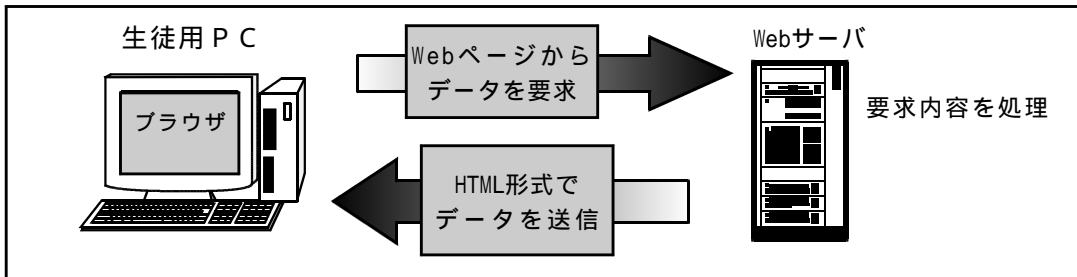 生徒用ＰＣ
ブラウザ
Webページから
データを要求
Webサーバ
要求内容を処理
HTML形式で
データを送信